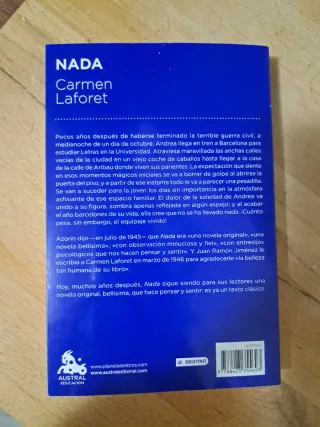 NADA
Carmen
Laforet
Pocos años después de haberse terminado la terrible guerra civil, a
medianoche de un día de octubre, Andrea llega en tren a Barcelona para
estudiar Letras en la Universidad. Atraviesa maravillada las anchas calles
vacías de la ciudad en un viejo coche de caballos hasta llegar a la casa
de la calle de Aribau donde viven sus parientes. La expectación que siente
en esos momentos mágicos iniciales se va a borrar de golpe al abrirse la
puerta del piso, y a partir de ese instante todo le va a parecer una pesadilla.
Se van a suceder para la joven los días sin importancia en la atmósfera
asfixiante de ese espacio familiar. El dolor de la soledad de Andrea va
unido a su figura, sombra apenas reflejada en algún espejo; y al acabar
el año barcelonés de su vida, ella cree que no se ha llevado nada. ¡Cuánto
pesa, sin embargo, el equipaje vivido!
Azorín dijo —en julio de 1945— que Nada era «una novela original», «una
novela bellísima», «con observación minuciosa y fiel», «con entresijos
psicológicos que nos hacen pensar y sentir». Y Juan Ramón Jiménez le
escribía a Carmen Laforet en marzo de 1946 para agradecerle «la belleza
tan humana de su libro».
Hoy, muchos años después, Nada sigue siendo para sus lectores una
novela original, bellísima, que hace pensar y sentir: es ya un texto clásico.
AUSTRAL
EDUCACIÓN
www.planetadelibros.com
www.australeditorial.com
DESTINO